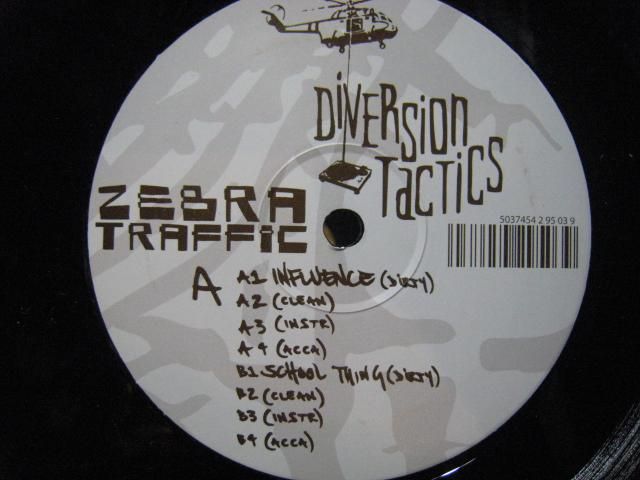 DiVERSiON
TacTiCS
ZEBRA
TRAFFiC
5037454 2 95 03 9
A
A1 INFLUENCE (DIRTY)
A2 (CLEAN)
A3 (INSTR)
A4 (ACCA)
B1 SCHOOL THING (DIRTY)
B2 (CLEAN)
B3 (INSTR)
B4 (ACCA)